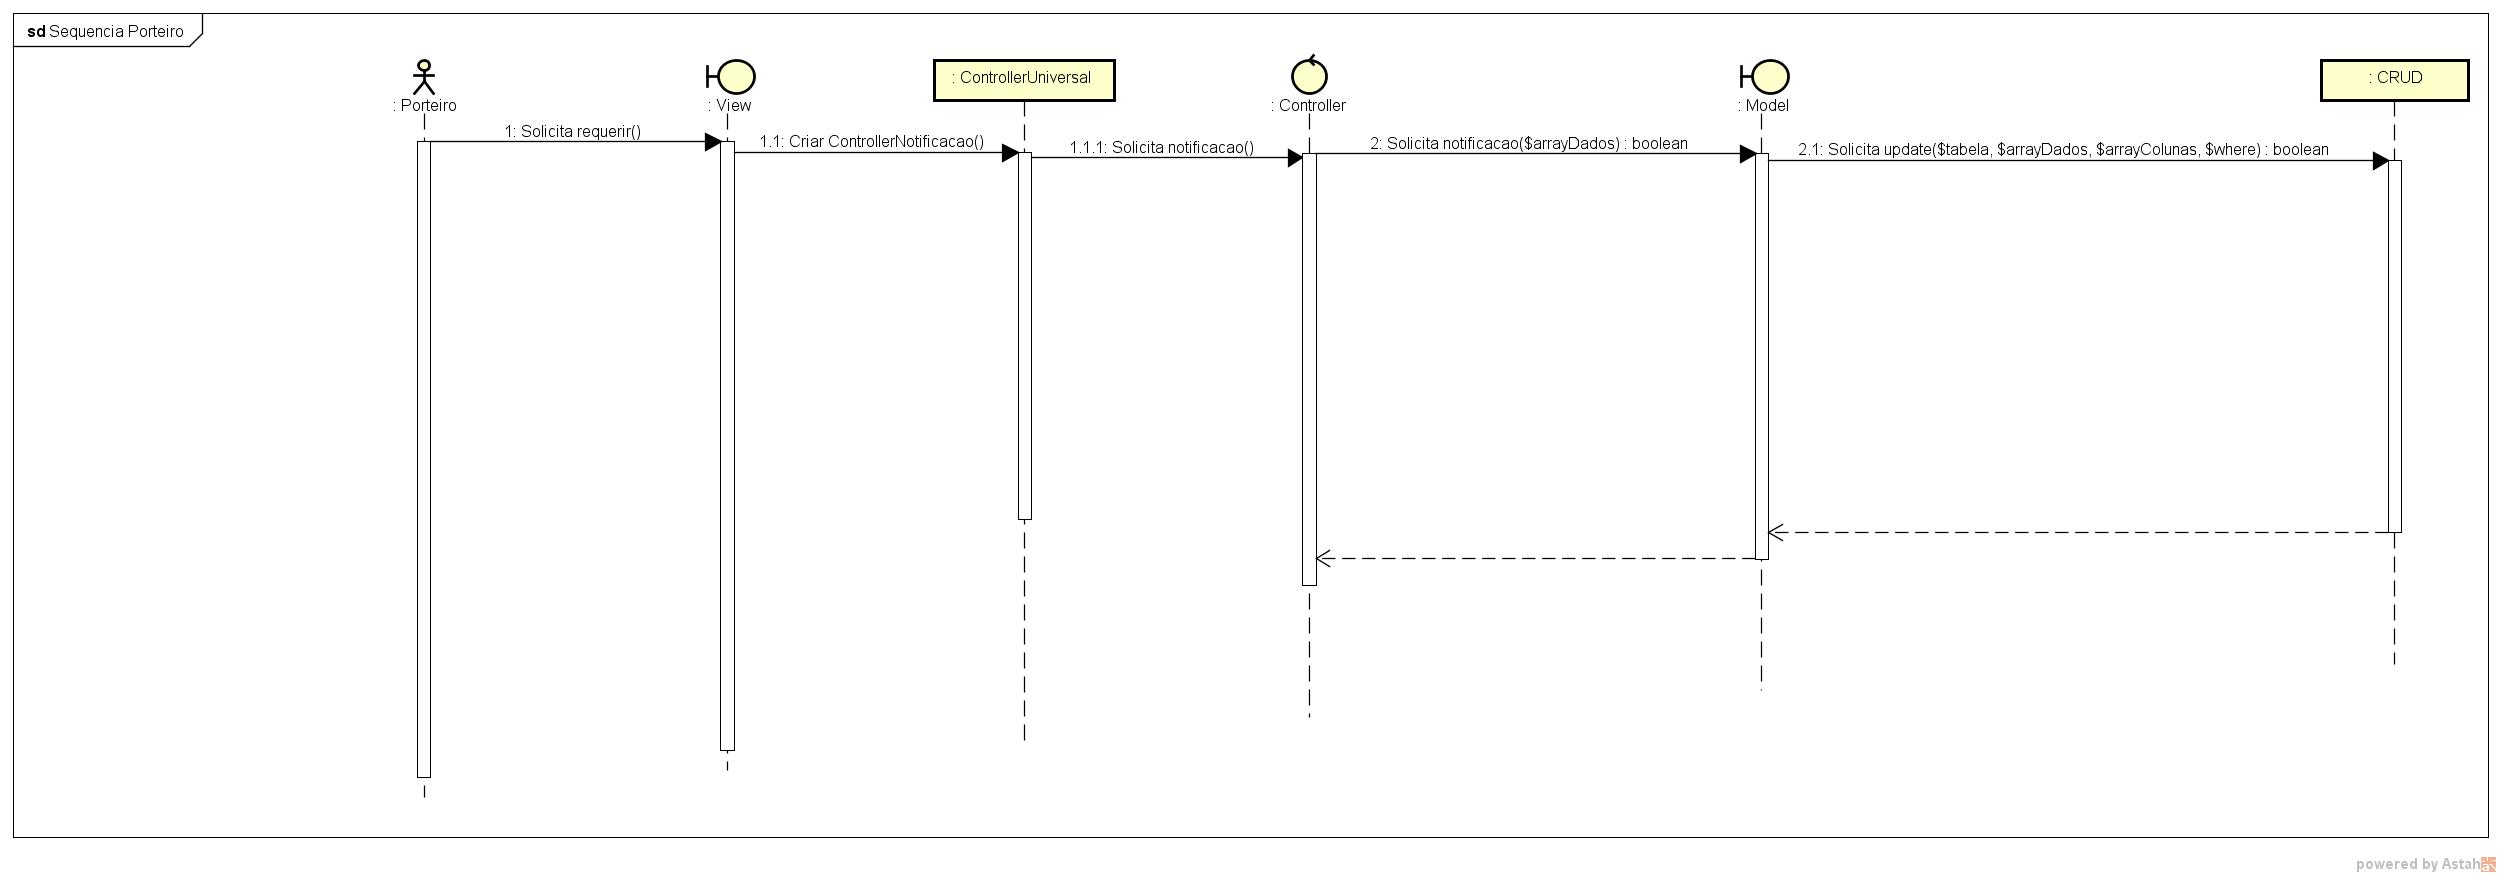 sd Sequencia Porteiro
: Porteiro
: View
: ControllerUniversal
: Controller
: Model
: CRUD
1: Solicita requerir()
1.1: Criar ControllerNotificacao()
1.1.1: Solicita notificacao()
2: Solicita notificacao($arrayDados) : boolean
2.1: Solicita update($tabela, $arrayDados, $arrayColunas, $where) : boolean
powered by Astah